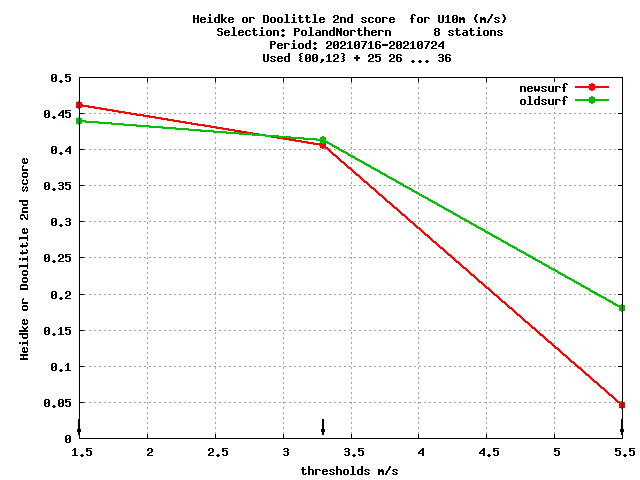 Heidke or Doolittle 2nd score  for U10m (m/s)
Selection: PolandNorthern      8 stations
Period: 20210716-20210724
Used {00,12} + 25 26 ... 36
newsurf
oldsurf
Heidke or Doolittle 2nd score
0.5
0.45
0.4
0.35
0.3
0.25
0.2
0.15
0.1
0.05
0
1.5 2 2.5 3 3.5 4 4.5 5 5.5
thresholds m/s